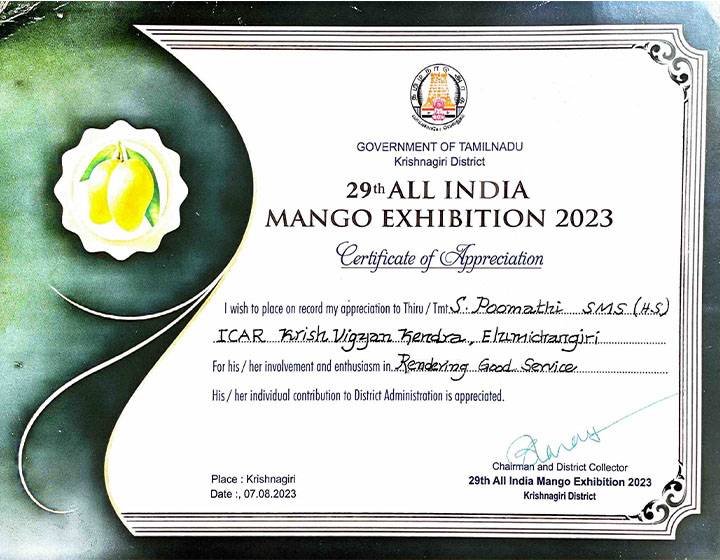 GOVERNMENT OF TAMILNADU
Krishnagiri District
29th ALL INDIA
MANGO EXHIBITION 2023
Certificate of Appreciation
I wish to place on record my appreciation to Thiru / Tmt. S. Poomathi SMS (H.S)
ICAR Krish Vigyan Kendra, Elumichangiri
For his / her involvement and enthusiasm in. Rendering Good Service
His / her individual contribution to District Administration is appreciated.
Place : Krishnagiri
Date :, 07.08.2023
Chairman and District Collector
29th All India Mango Exhibition 2023
Krishnagiri District